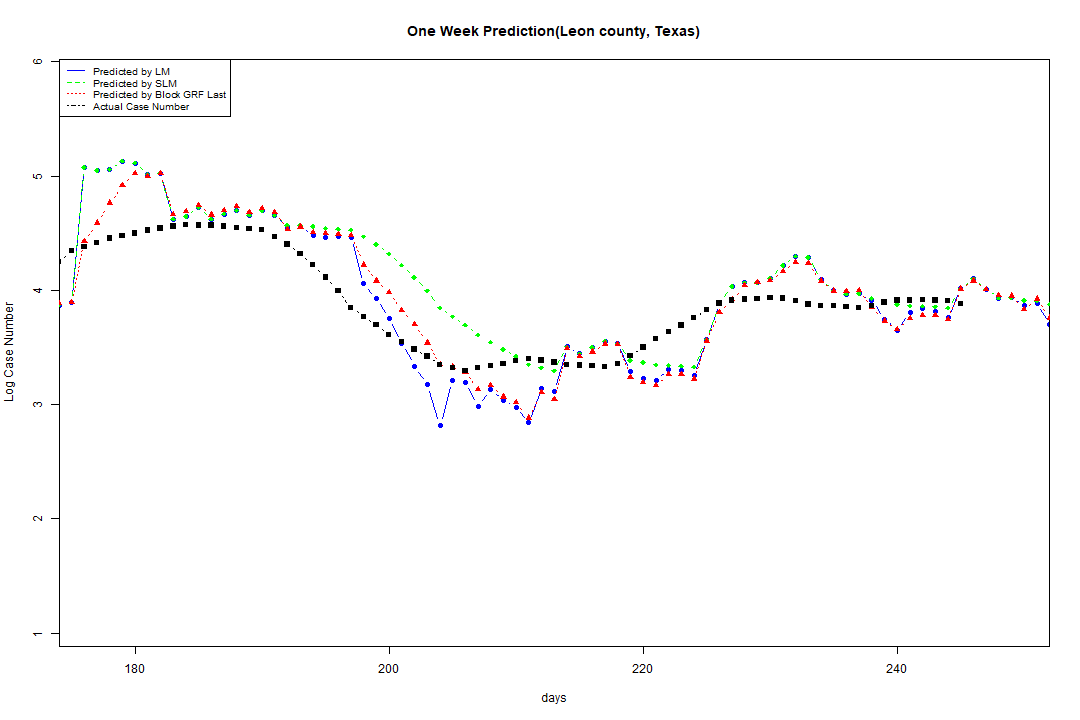 One Week Prediction(Leon county, Texas)
Predicted by LM
Predicted by SLM
Predicted by Block GRF Last
Actual Case Number
6
5
4
3
2
1
Log Case Number
180 200 220 240
days